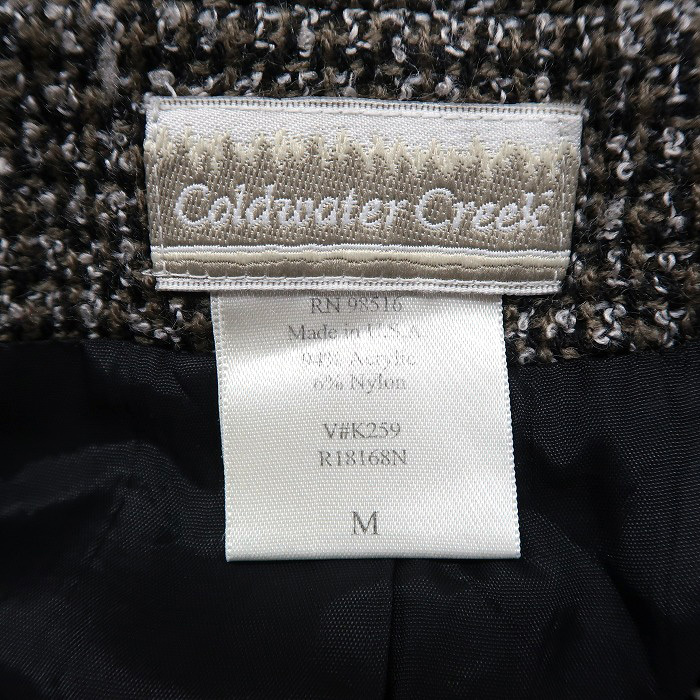 Coldwater Creek
RN 98516
Made in U.S.A.
94% Acrylic
6% Nylon
V#K259
R18168N
M